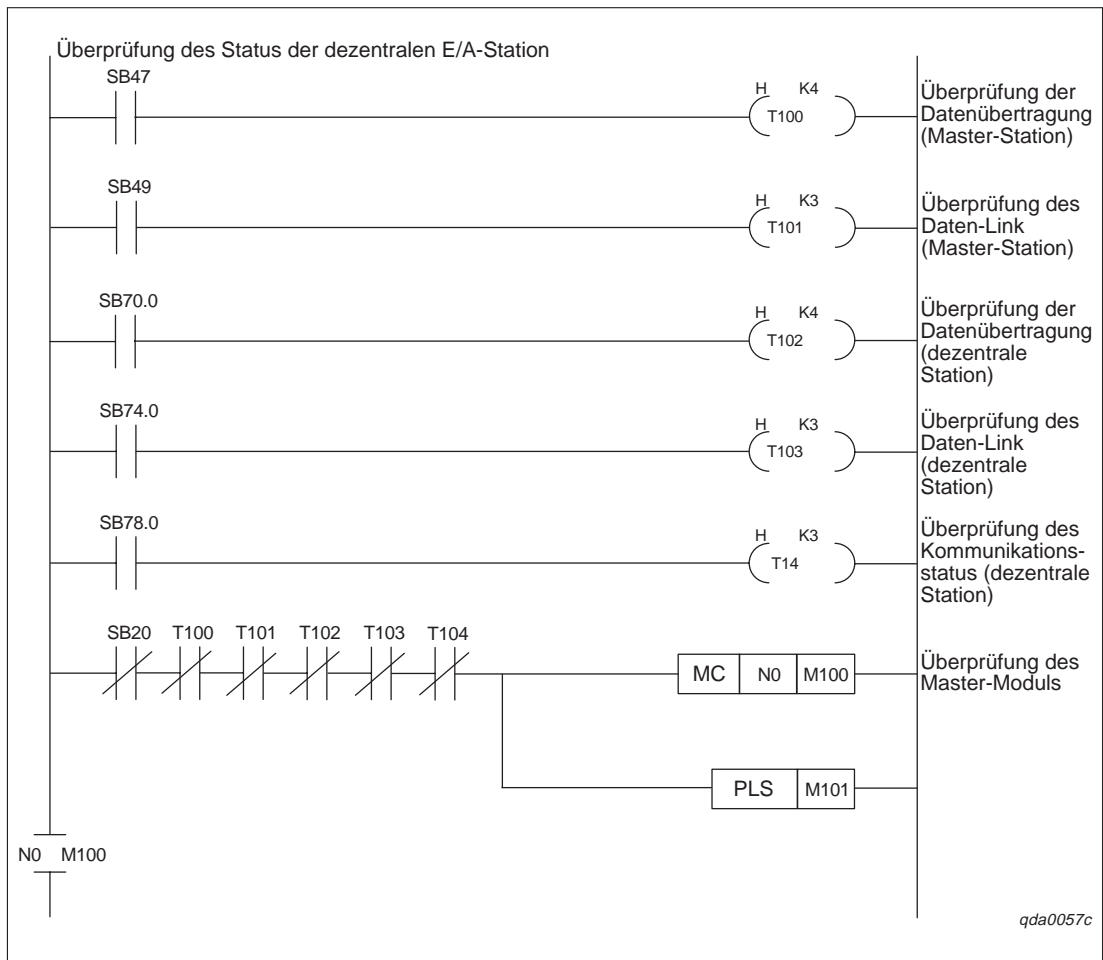 Überprüfung des Status der dezentralen E/A-Station
SB47
H K4
T100
Überprüfung der
Datenübertragung
(Master-Station)
SB49
H K3
T101
Überprüfung des
Daten-Link
(Master-Station)
SB70.0
H K4
T102
Überprüfung der
Datenübertragung
(dezentrale
Station)
SB74.0
H K3
T103
Überprüfung des
Daten-Link
(dezentrale
Station)
SB78.0
H K3
T14
Überprüfung des
Kommunikations-
status (dezentrale
Station)
SB20 T100 T101 T102 T103 T104
MC N0 M100
Überprüfung des
Master-Moduls
PLS M101
N0 M100
qda0057c